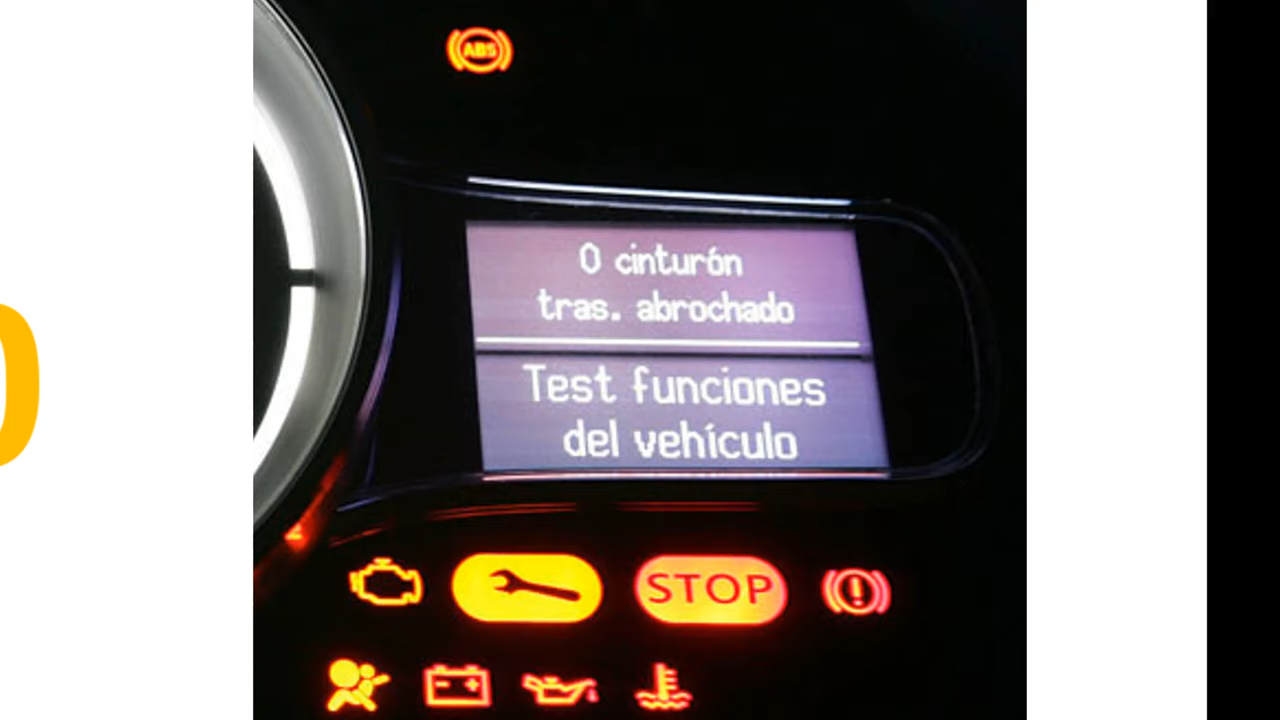 ABS
0 cinturón
tras. abrochado
Test funciones
del vehículo
STOP